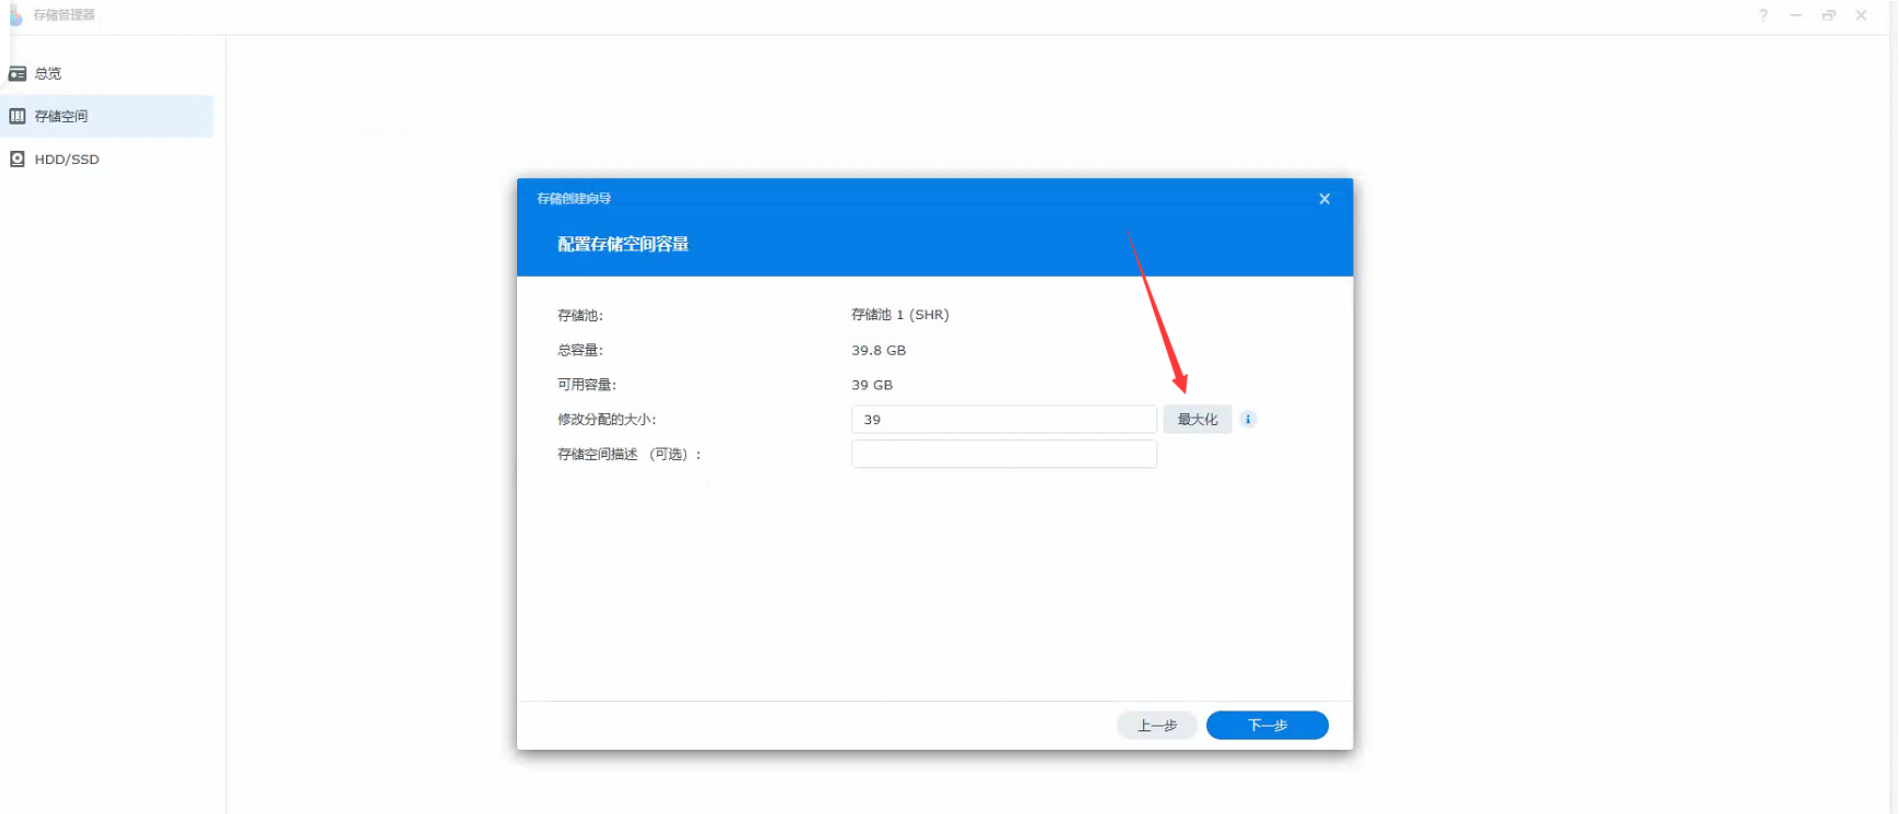 存储管理器
总览
存储空间
HDD/SSD
存储创建向导
配置存储空间容量
存储池: 存储池 1 (SHR)
总容量: 39.8 GB
可用容量: 39 GB
修改分配的大小: 39 最大化
存储空间描述 （可选）:
上一步 下一步